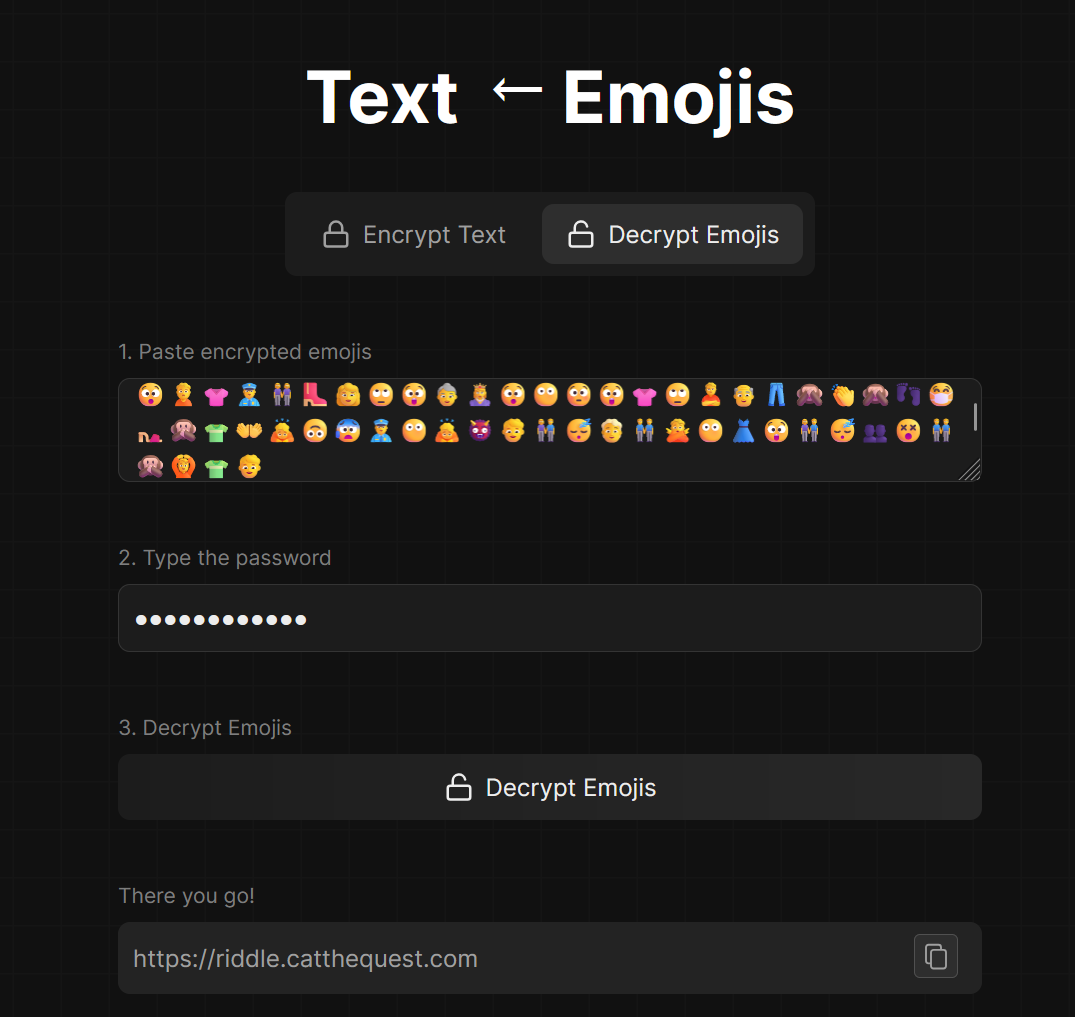 Text ← Emojis
Encrypt Text
Decrypt Emojis
1. Paste encrypted emojis
2. Type the password
••••••••••••
3. Decrypt Emojis
Decrypt Emojis
There you go!
https://riddle.catthequest.com